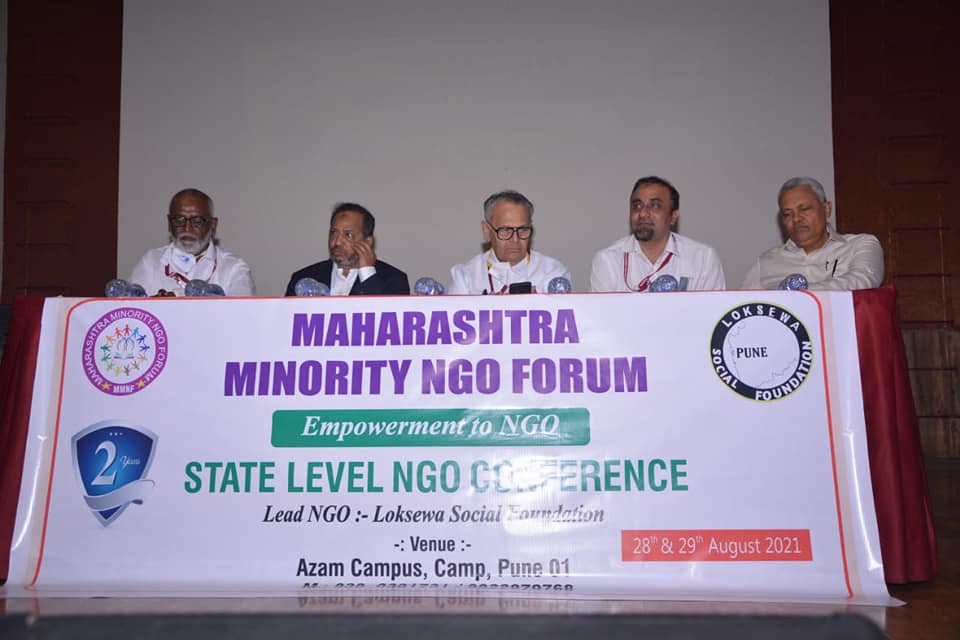 MAHARASHTRA MINORITY NGO FORUM
MMNF
MAHARASHTRA
MINORITY NGO FORUM
LOKSEWA
PUNE
SOCIAL FOUNDATION
Empowerment to NGO
2 Years
STATE LEVEL NGO CONFERENCE
Lead NGO :- Loksewa Social Foundation
-: Venue :-
28th & 29th August 2021
Azam Campus, Camp, Pune 01